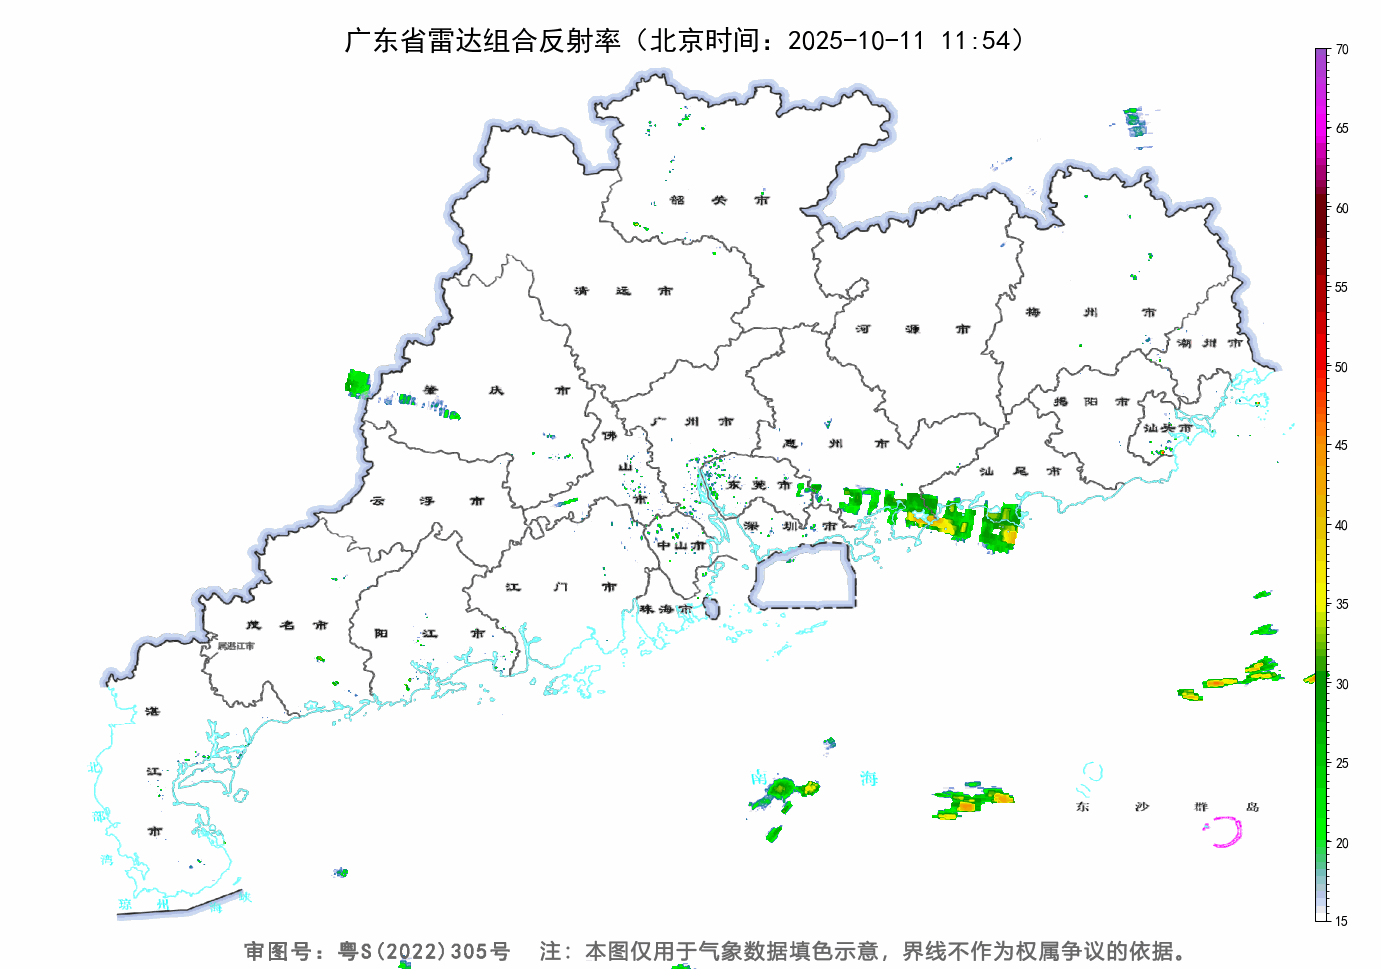 广东省雷达组合反射率（北京时间：2025-10-11 11:54）
70
65
60
55
50
45
40
35
30
25
20
15
韶关市
清远市
河源市
梅州市
潮州市
肇庆市
广州市
佛山市
惠州市
揭阳市
汕头市
汕尾市
云浮市
东莞市
深圳市
中山市
江门市
珠海市
茂名市
阳江市
属湛江市
湛江市
北部湾
琼州海峡
南海
东沙群岛
审图号：粤S(2022)305号 注：本图仅用于气象数据填色示意，界线不作为权属争议的依据。